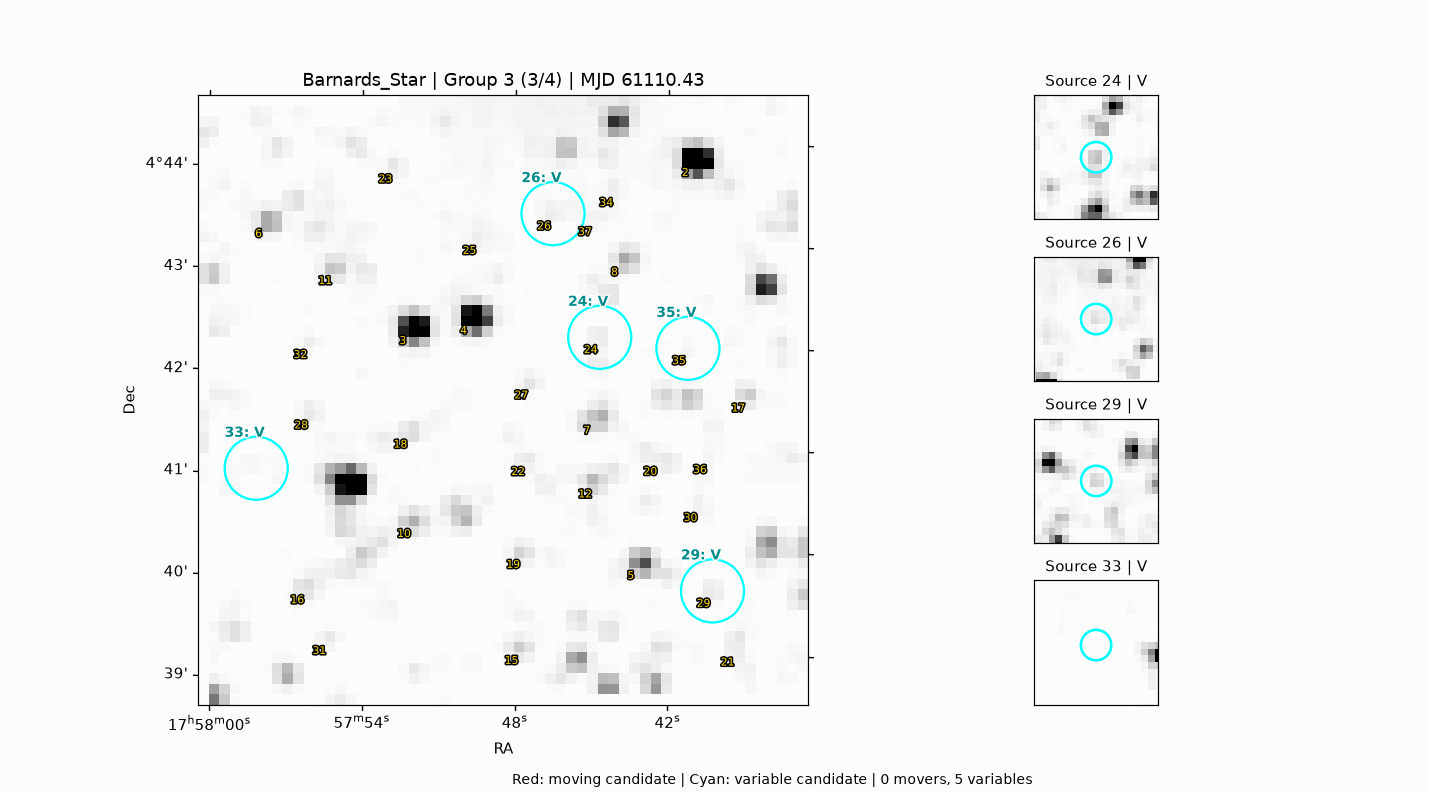 Barnards_Star | Group 3 (3/4) | MJD 61110.43
Source 24 | V
4°44'
2
23
26: V
34
26
37
6
25
Source 26 | V
43'
8
11
24: V
35: V
4
3
24
32
35
42'
27
Source 29 | V
17
Dec
28
33: V
7
18
41'
22
20
36
12
30
10
29: V
Source 33 | V
19
40'
5
16
29
31
15
21
39'
17ʰ58ᵐ00ˢ
57ᵐ54ˢ
48ˢ
42ˢ
RA
Red: moving candidate | Cyan: variable candidate | 0 movers, 5 variables